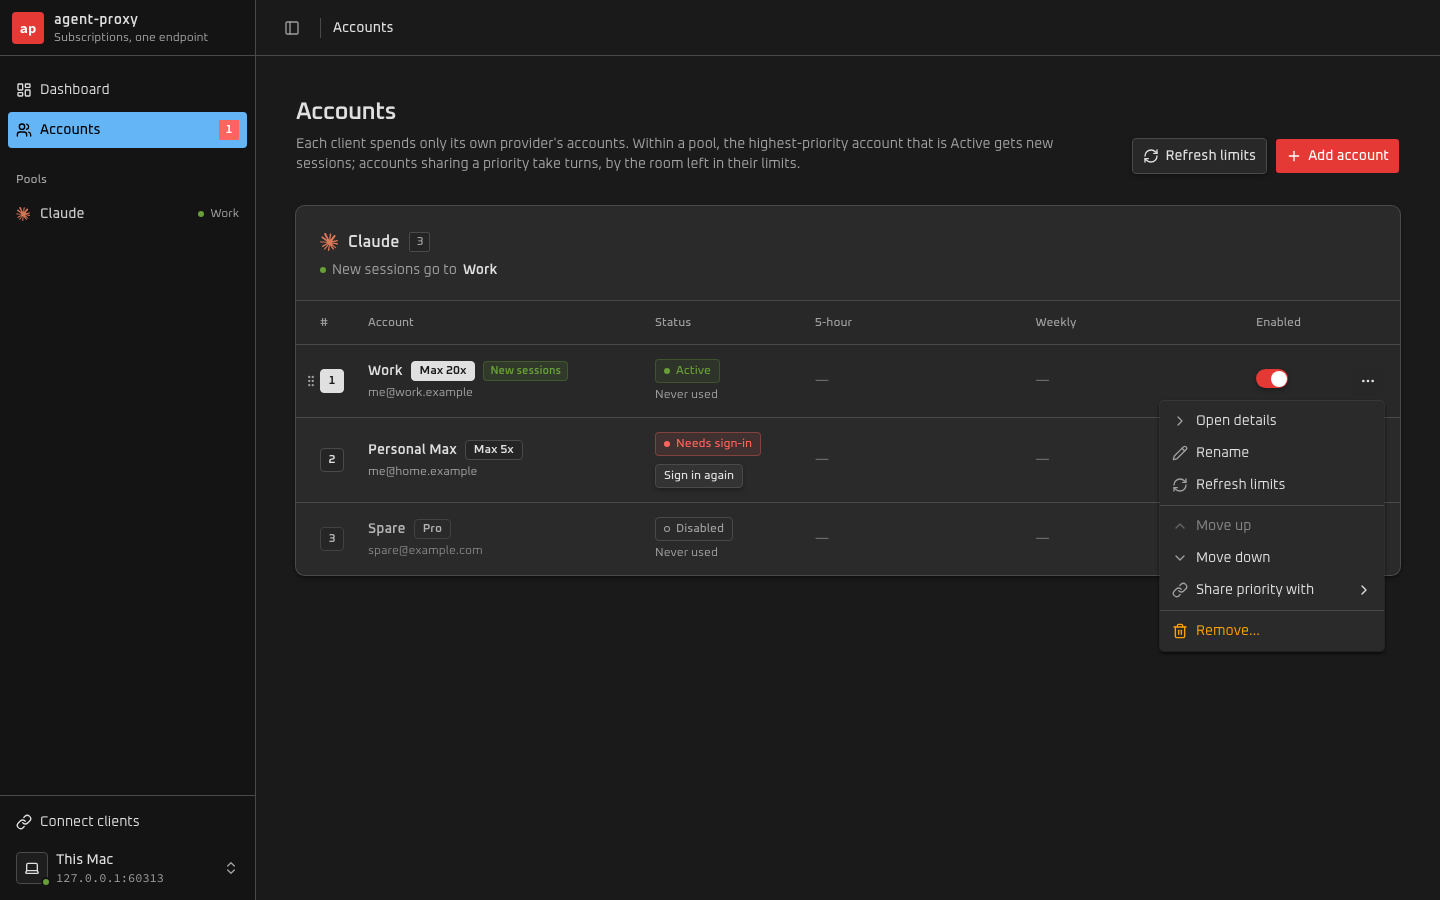 ap
agent-proxy
Subscriptions, one endpoint
Dashboard
Accounts 1
Pools
Claude Work
Connect clients
This Mac
127.0.0.1:60313
Accounts
Accounts
Each client spends only its own provider's accounts. Within a pool, the highest-priority account that is Active gets new
sessions; accounts sharing a priority take turns, by the room left in their limits.
Refresh limits
Add account
Claude 3
New sessions go to Work
# Account Status 5-hour Weekly Enabled
1 Work Max 20x New sessions Active — —
me@work.example Never used
2 Personal Max Max 5x Needs sign-in — —
me@home.example Sign in again
3 Spare Pro Disabled — —
spare@example.com Never used
Open details
Rename
Refresh limits
Move up
Move down
Share priority with
Remove...